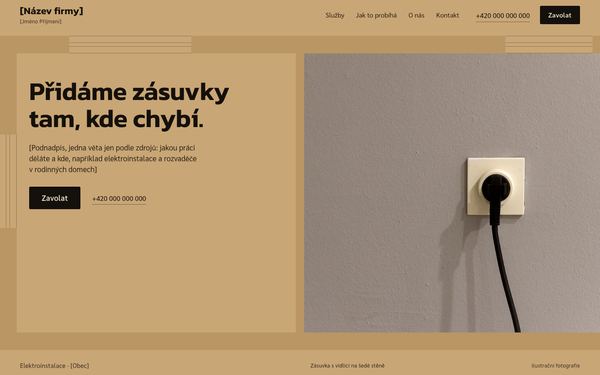 [Název firmy]
[Jméno Příjmení]
Služby
Jak to probíhá
O nás
Kontakt
+420 000 000 000
Zavolat
Přidáme zásuvky
tam, kde chybí.
[Podnadpis, jedna věta jen podle zdrojů: jakou práci
děláte a kde, například elektroinstalace a rozvaděče
v rodinných domech]
Zavolat
+420 000 000 000
Elektroinstalace · [Obec]
Zásuvka s vidlicí na šedé stěně
Ilustrační fotografie